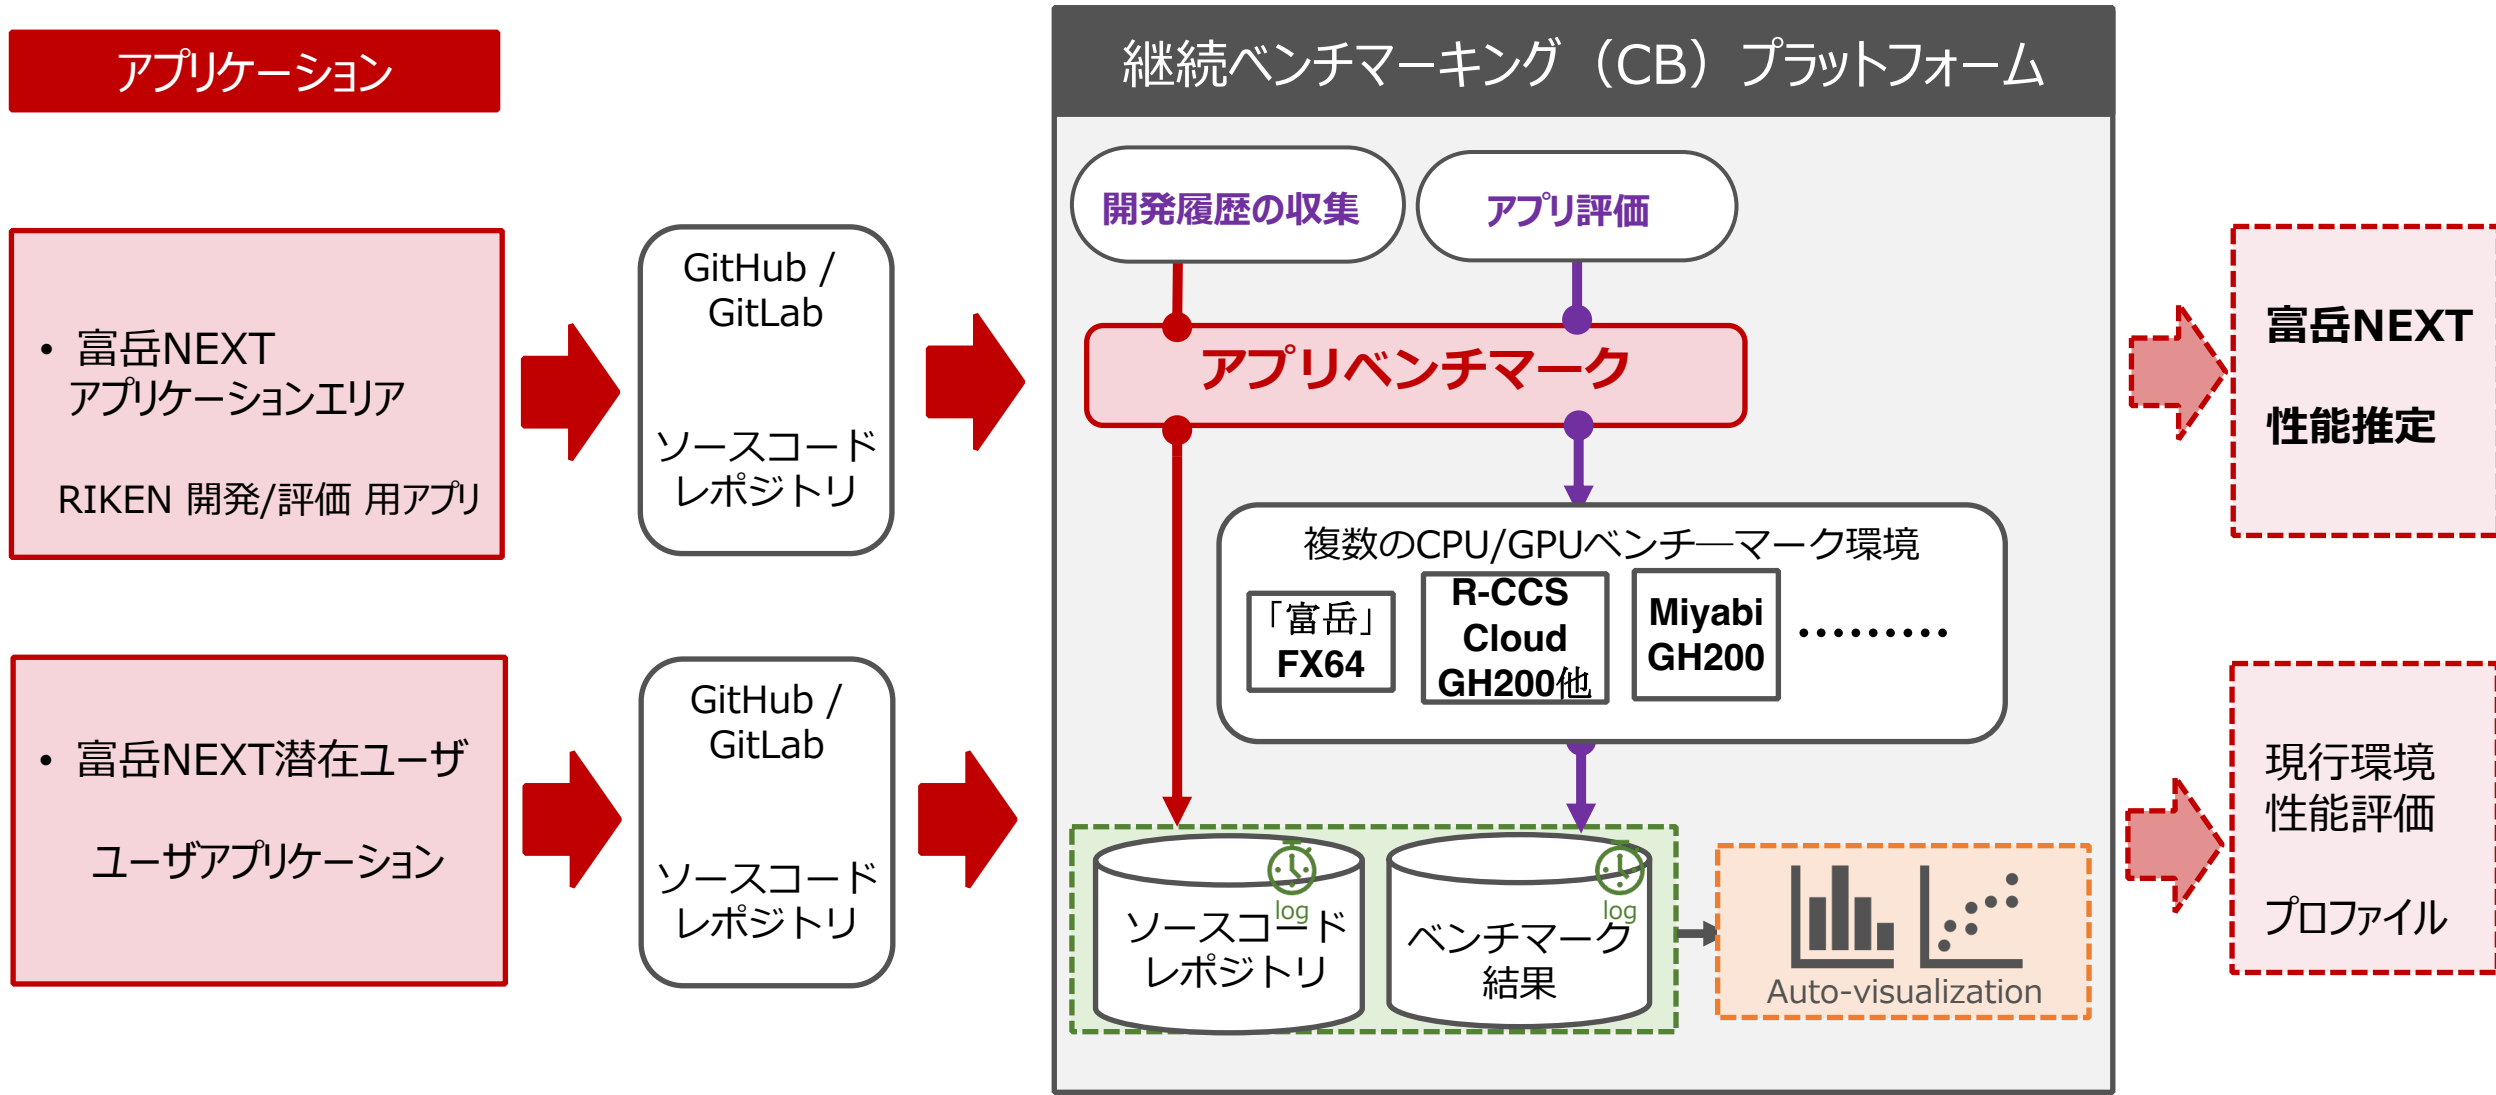 アプリケーション
継続ベンチマーキング（CB）プラットフォーム
• 富岳NEXT
アプリケーションエリア
RIKEN 開発/評価 用アプリ
GitHub /
GitLab
ソースコード
レポジトリ
開発履歴の収集
アプリ評価
アプリベンチマーク
複数のCPU/GPUベンチ―マーク環境
「富岳」
FX64
R-CCS
Cloud
GH200他
Miyabi
GH200
………
富岳NEXT
性能推定
• 富岳NEXT潜在ユーザ
ユーザアプリケーション
GitHub /
GitLab
ソースコード
レポジトリ
log
ソースコード
レポジトリ
log
ベンチマーク
結果
Auto-visualization
現行環境
性能評価
プロファイル